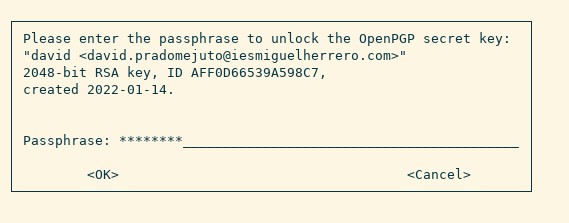 Please enter the passphrase to unlock the OpenPGP secret key:
"david <david.pradomejuto@iesmiguelherrero.com>"
2048-bit RSA key, ID AFF0D66539A598C7,
created 2022-01-14.
Passphrase: ********__________________________________________
<OK> <Cancel>